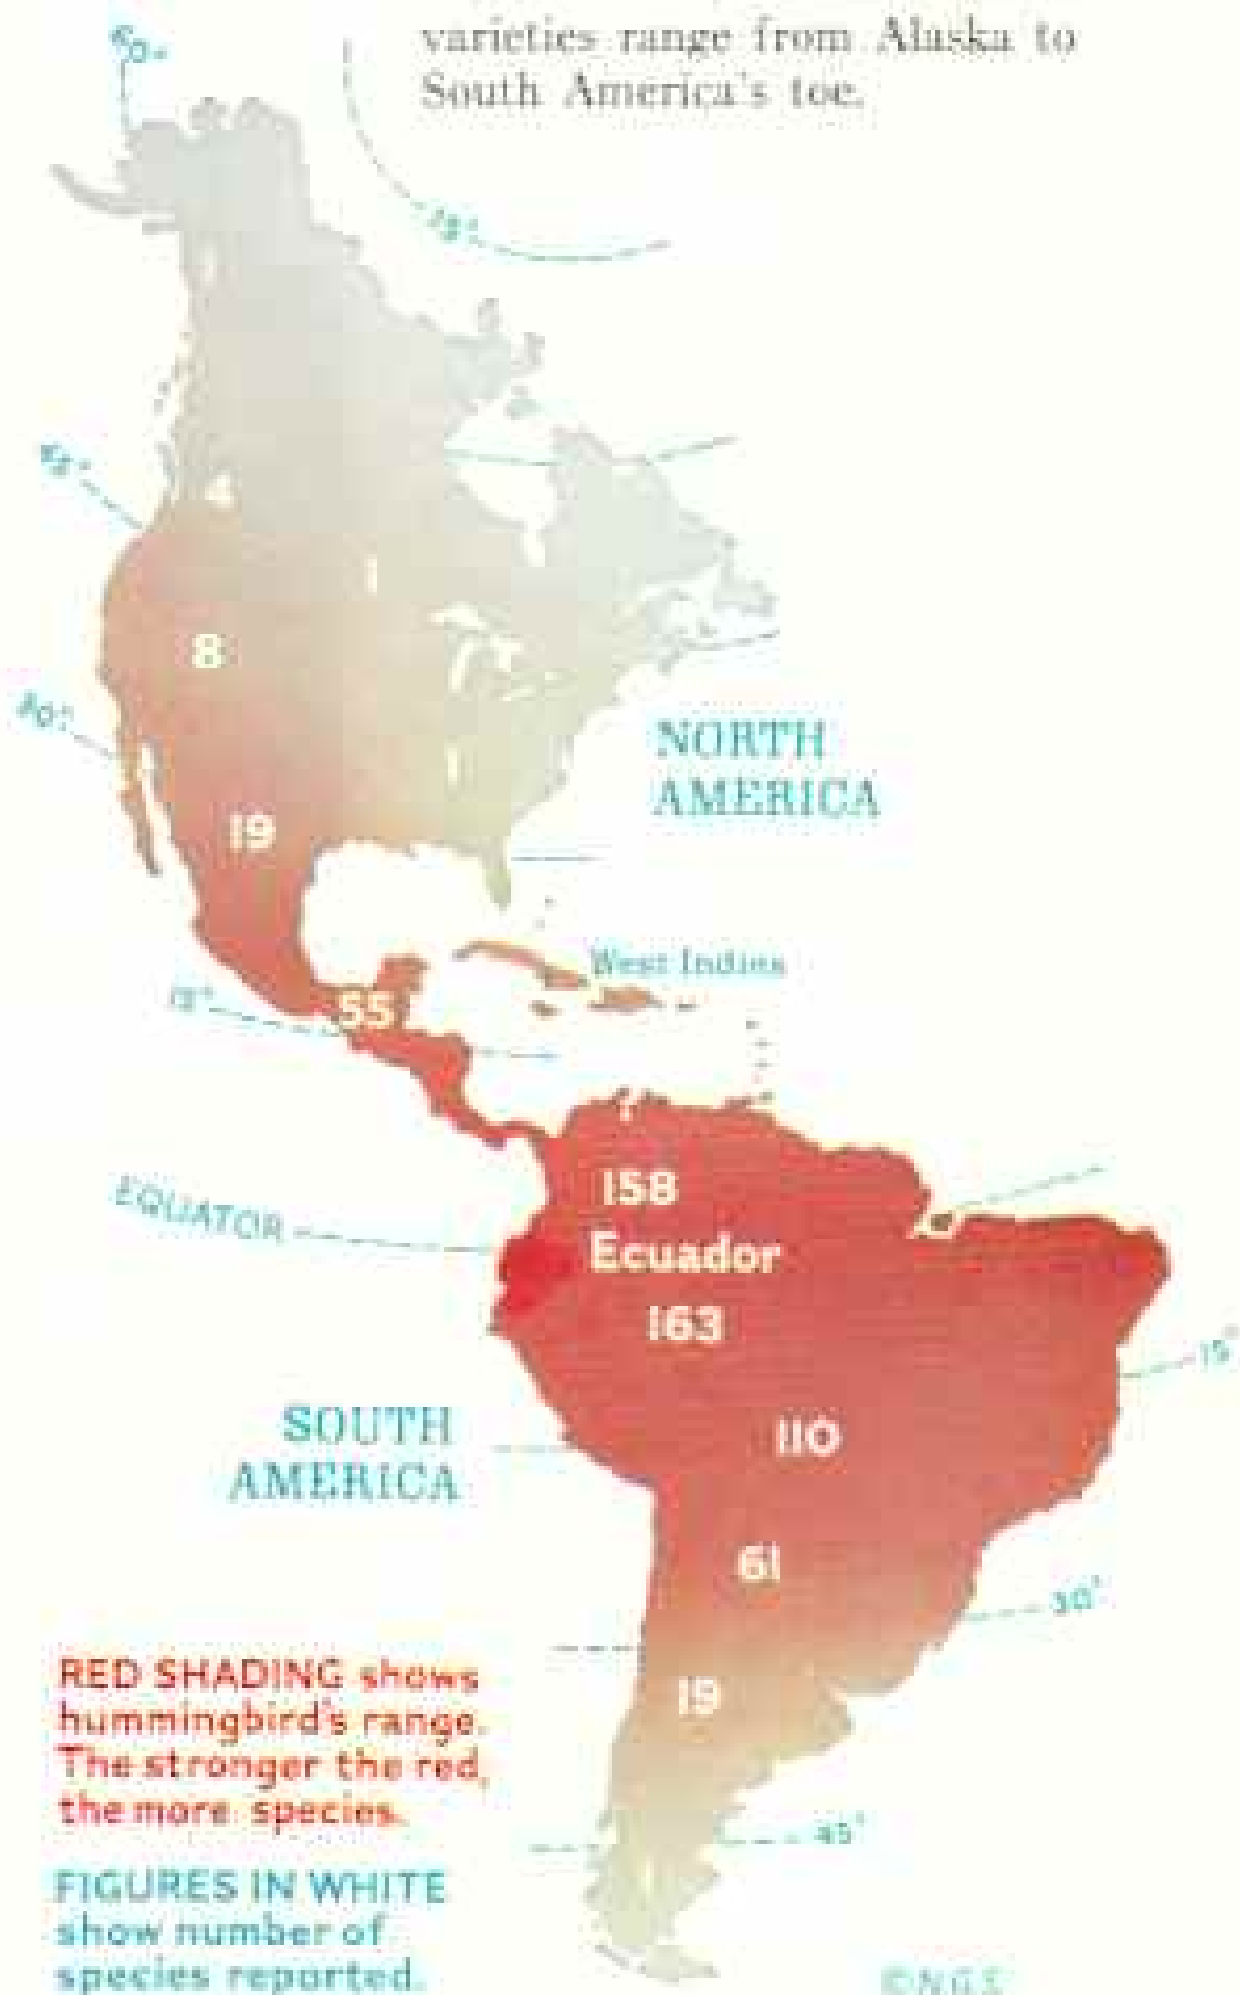 varieties range from Alaska to
South America's toe.
60°
75°
45°
4
1
8
30°
NORTH
AMERICA
1
19
West Indies
15°
55
158
EQUATOR
Ecuador
163
15°
SOUTH
AMERICA
110
61
30°
RED SHADING shows
hummingbird's range.
The stronger the red,
the more species.
19
45°
FIGURES IN WHITE
show number of
species reported.
1
©N.G.S.